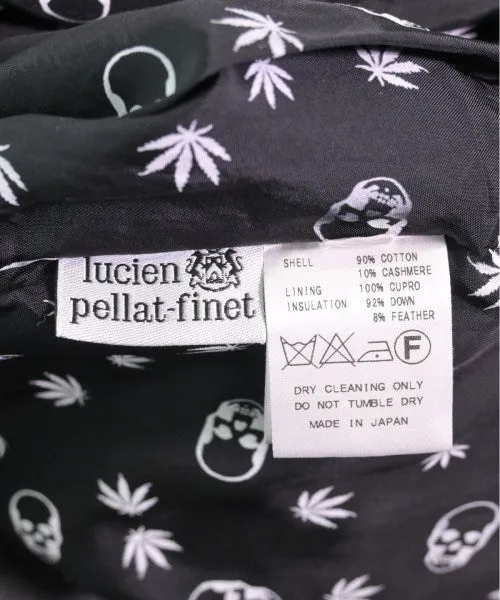 lucien
pellat-finet
SHELL 90% COTTON
10% CASHMERE
LINING 100% CUPRO
INSULATION 92% DOWN
8% FEATHER
F
DRY CLEANING ONLY
DO NOT TUMBLE DRY
MADE IN JAPAN